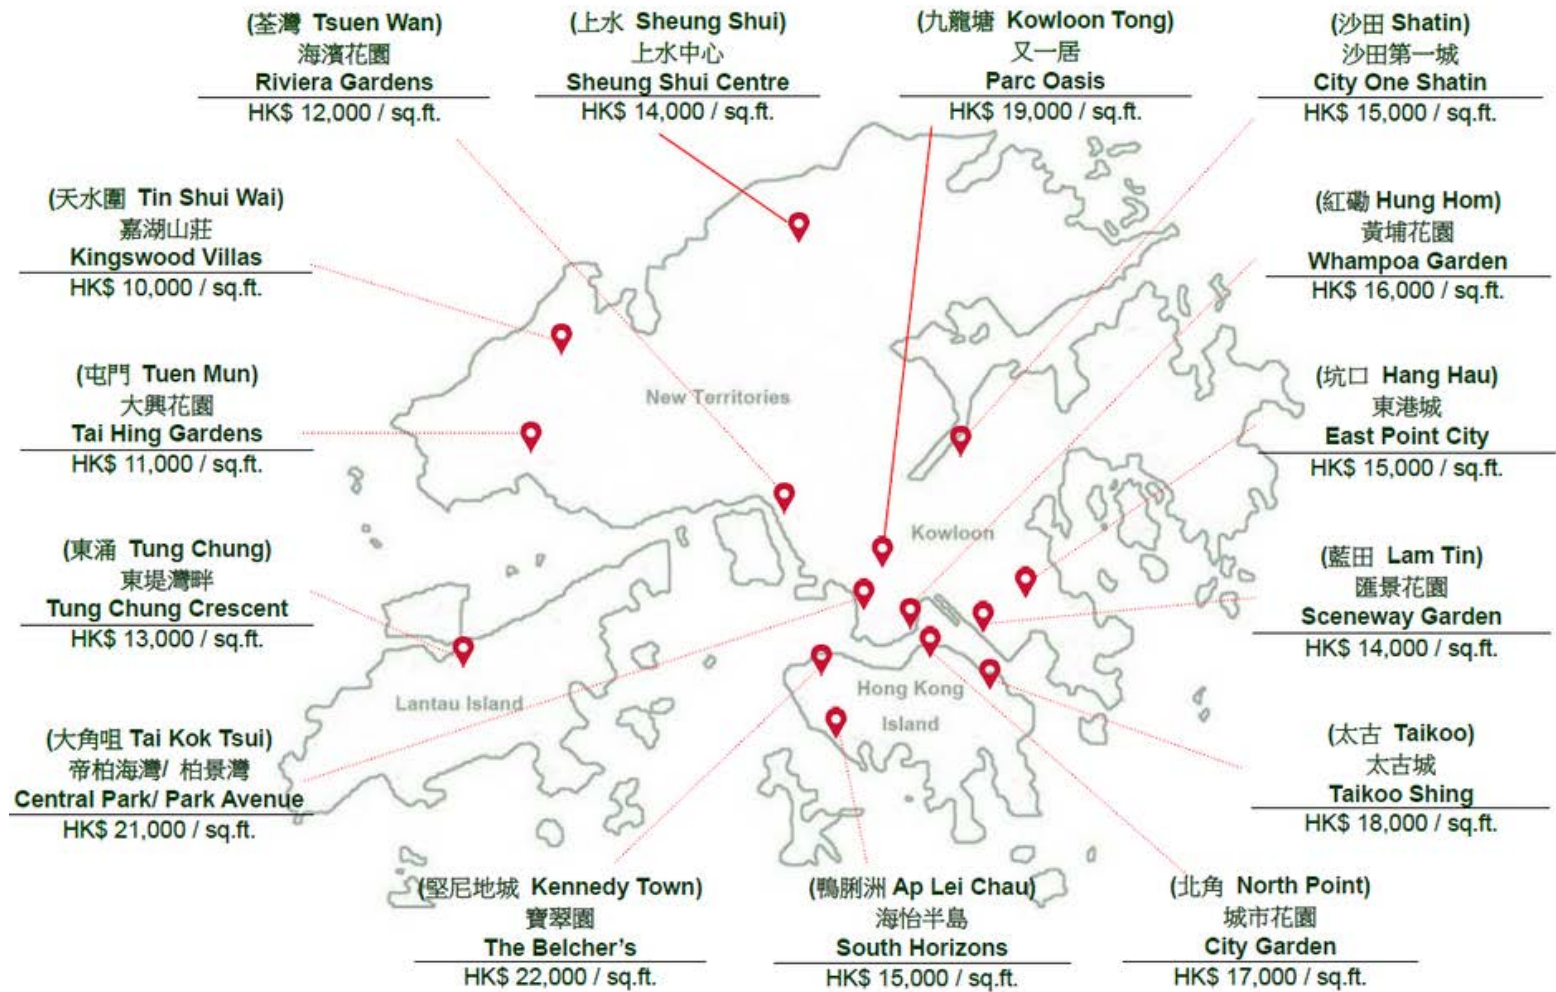 (荃灣 Tsuen Wan)
海濱花園
Riviera Gardens
HK$ 12,000 / sq.ft.
(上水 Sheung Shui)
上水中心
Sheung Shui Centre
HK$ 14,000 / sq.ft.
(九龍塘 Kowloon Tong)
又一居
Parc Oasis
HK$ 19,000 / sq.ft.
(沙田 Shatin)
沙田第一城
City One Shatin
HK$ 15,000 / sq.ft.
(天水圍 Tin Shui Wai)
嘉湖山莊
Kingswood Villas
HK$ 10,000 / sq.ft.
(紅磡 Hung Hom)
黃埔花園
Whampoa Garden
HK$ 16,000 / sq.ft.
(屯門 Tuen Mun)
大興花園
Tai Hing Gardens
HK$ 11,000 / sq.ft.
New Territories
(坑口 Hang Hau)
東港城
East Point City
HK$ 15,000 / sq.ft.
(東涌 Tung Chung)
東堤灣畔
Tung Chung Crescent
HK$ 13,000 / sq.ft.
Kowloon
(藍田 Lam Tin)
匯景花園
Sceneway Garden
HK$ 14,000 / sq.ft.
Lantau Island
Hong Kong
Island
(大角咀 Tai Kok Tsui)
帝柏海灣/ 柏景灣
Central Park/ Park Avenue
HK$ 21,000 / sq.ft.
(太古 Taikoo)
太古城
Taikoo Shing
HK$ 18,000 / sq.ft.
(堅尼地城 Kennedy Town)
寶翠園
The Belcher's
HK$ 22,000 / sq.ft.
(鴨脷洲 Ap Lei Chau)
海怡半島
South Horizons
HK$ 15,000 / sq.ft.
(北角 North Point)
城市花園
City Garden
HK$ 17,000 / sq.ft.